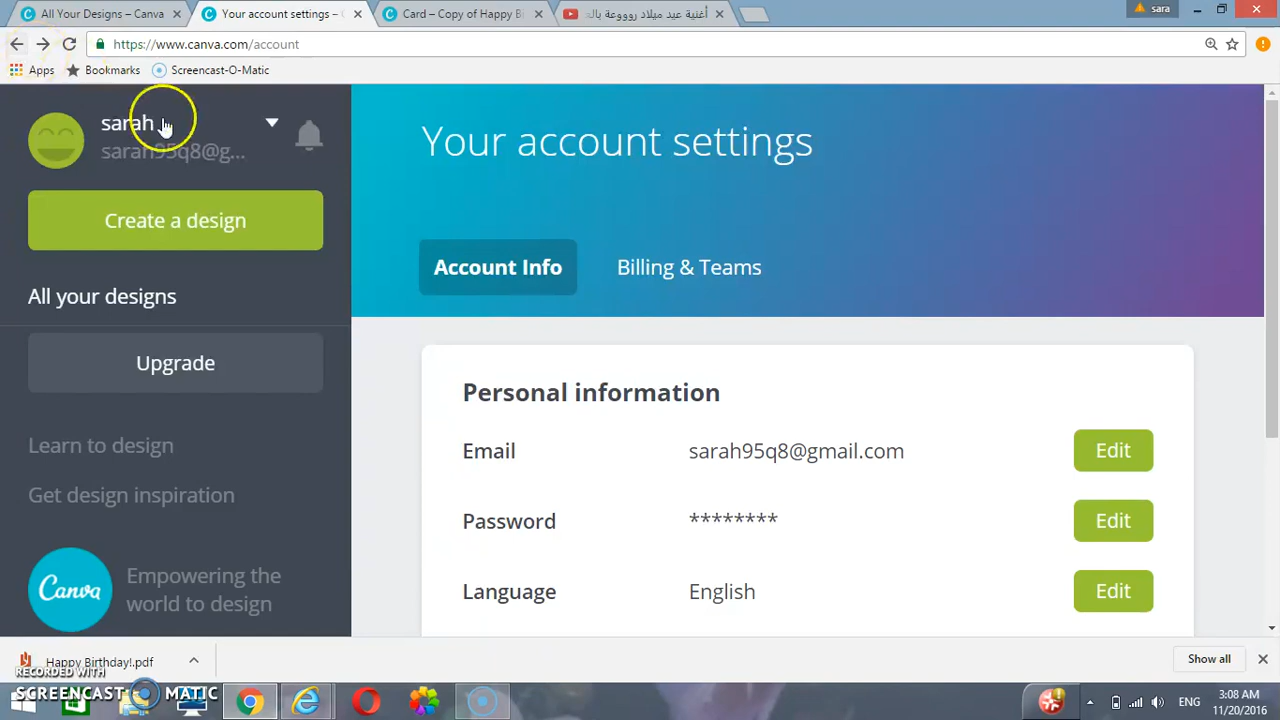 All Your Designs – Canva
Your account settings –
Card – Copy of Happy B
أغنية عيد ميلاد روووعة بالح
sara
https://www.canva.com/account
Apps
Bookmarks
Screencast-O-Matic
sarah
sarah95q8@g...
Create a design
All your designs
Upgrade
Learn to design
Get design inspiration
Canva
Empowering the
world to design
Your account settings
Account Info
Billing & Teams
Personal information
Email
sarah95q8@gmail.com
Edit
Password
********
Edit
Language
English
Edit
Happy Birthday!.pdf
Show all
RECORDED WITH
SCREENCAST MATIC
ENG
3:08 AM
11/20/2016